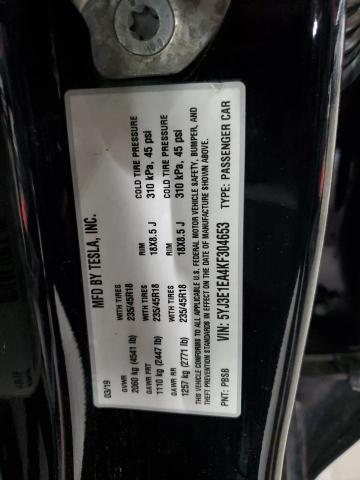 MFD BY TESLA, INC.
03/19
GVWR
2060 kg (4541 lb)
GAWR FRT WITH TIRES RIM COLD TIRE PRESSURE
1110 kg (2447 lb) 235/45R18 18X8.5 J 310 kPa, 45 psi
GAWR RR WITH TIRES RIM COLD TIRE PRESSURE
1257 kg (2771 lb) 235/45R18 18X8.5 J 310 kPa, 45 psi
THIS VEHICLE CONFORMS TO ALL APPLICABLE U.S. FEDERAL MOTOR VEHICLE SAFETY, BUMPER, AND
THEFT PREVENTION STANDARDS IN EFFECT ON THE DATE OF MANUFACTURE SHOWN ABOVE.
VIN: 5YJ3E1EA4KF304653 TYPE: PASSENGER CAR
PNT: PBSB